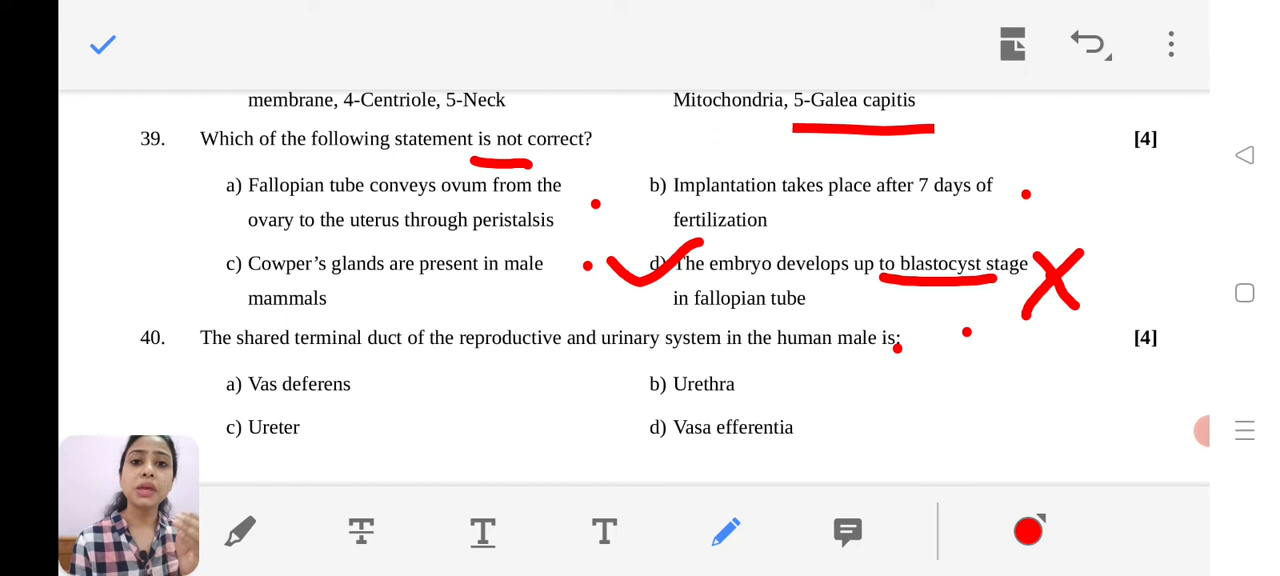 membrane, 4-Centriole, 5-Neck
Mitochondria, 5-Galea capitis
39. Which of the following statement is not correct? [4]
a) Fallopian tube conveys ovum from the
ovary to the uterus through peristalsis
b) Implantation takes place after 7 days of
fertilization
c) Cowper’s glands are present in male
mammals
d) The embryo develops up to blastocyst stage
in fallopian tube
40. The shared terminal duct of the reproductive and urinary system in the human male is: [4]
a) Vas deferens
b) Urethra
c) Ureter
d) Vasa efferentia